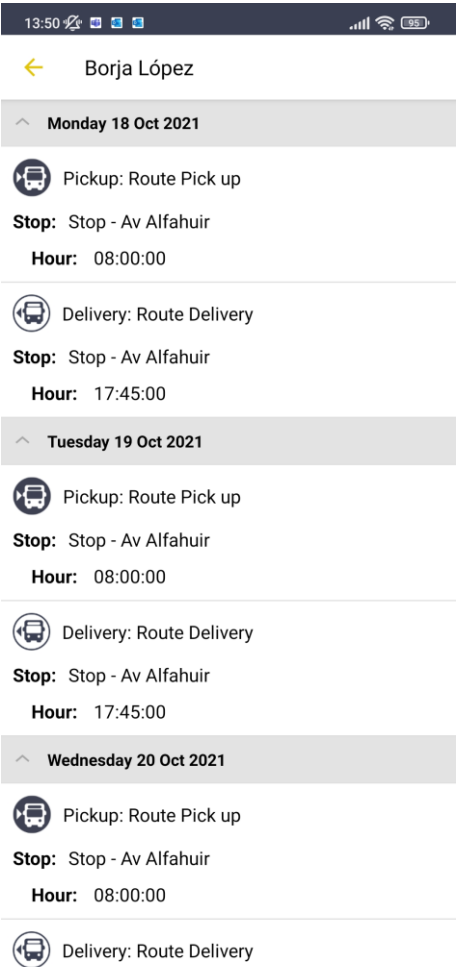 13:50 95
Borja López
Monday 18 Oct 2021
Pickup: Route Pick up
Stop: Stop - Av Alfahuir
Hour: 08:00:00
Delivery: Route Delivery
Stop: Stop - Av Alfahuir
Hour: 17:45:00
Tuesday 19 Oct 2021
Pickup: Route Pick up
Stop: Stop - Av Alfahuir
Hour: 08:00:00
Delivery: Route Delivery
Stop: Stop - Av Alfahuir
Hour: 17:45:00
Wednesday 20 Oct 2021
Pickup: Route Pick up
Stop: Stop - Av Alfahuir
Hour: 08:00:00
Delivery: Route Delivery